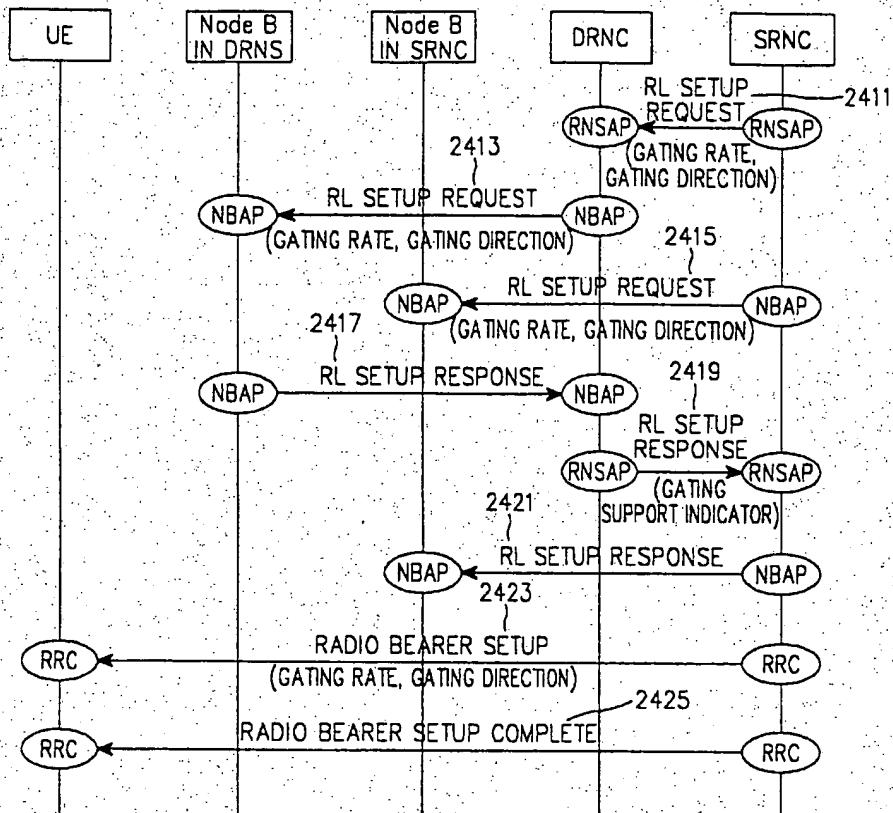 UE
Node B
IN DRNS
Node B
IN SRNC
DRNC
SRNC
RL SETUP
REQUEST
2411
RNSAP
RNSAP
(GATING RATE,
GATING DIRECTION)
2413
RL SETUP REQUEST
NBAP
NBAP
(GATING RATE, GATING DIRECTION)
2415
RL SETUP REQUEST
NBAP
NBAP
(GATING RATE, GATING DIRECTION)
2417
RL SETUP RESPONSE
NBAP
NBAP
2419
RL SETUP
RESPONSE
RNSAP
RNSAP
(GATING
SUPPORT INDICATOR)
2421
RL SETUP RESPONSE
NBAP
NBAP
2423
RADIO BEARER SETUP
RRC
RRC
(GATING RATE, GATING DIRECTION)
2425
RADIO BEARER SETUP COMPLETE
RRC
RRC